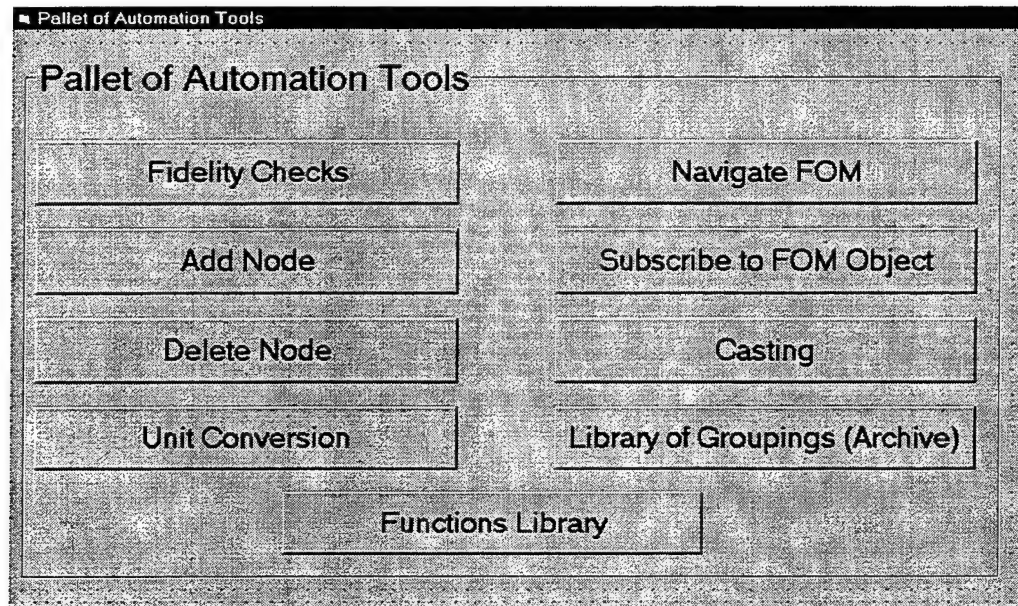 Pallet of Automation Tools
Pallet of Automation Tools
Fidelity Checks
Navigate FOM
Add Node
Subscribe to FOM Object
Delete Node
Casting
Unit Conversion
Library of Groupings (Archive)
Functions Library